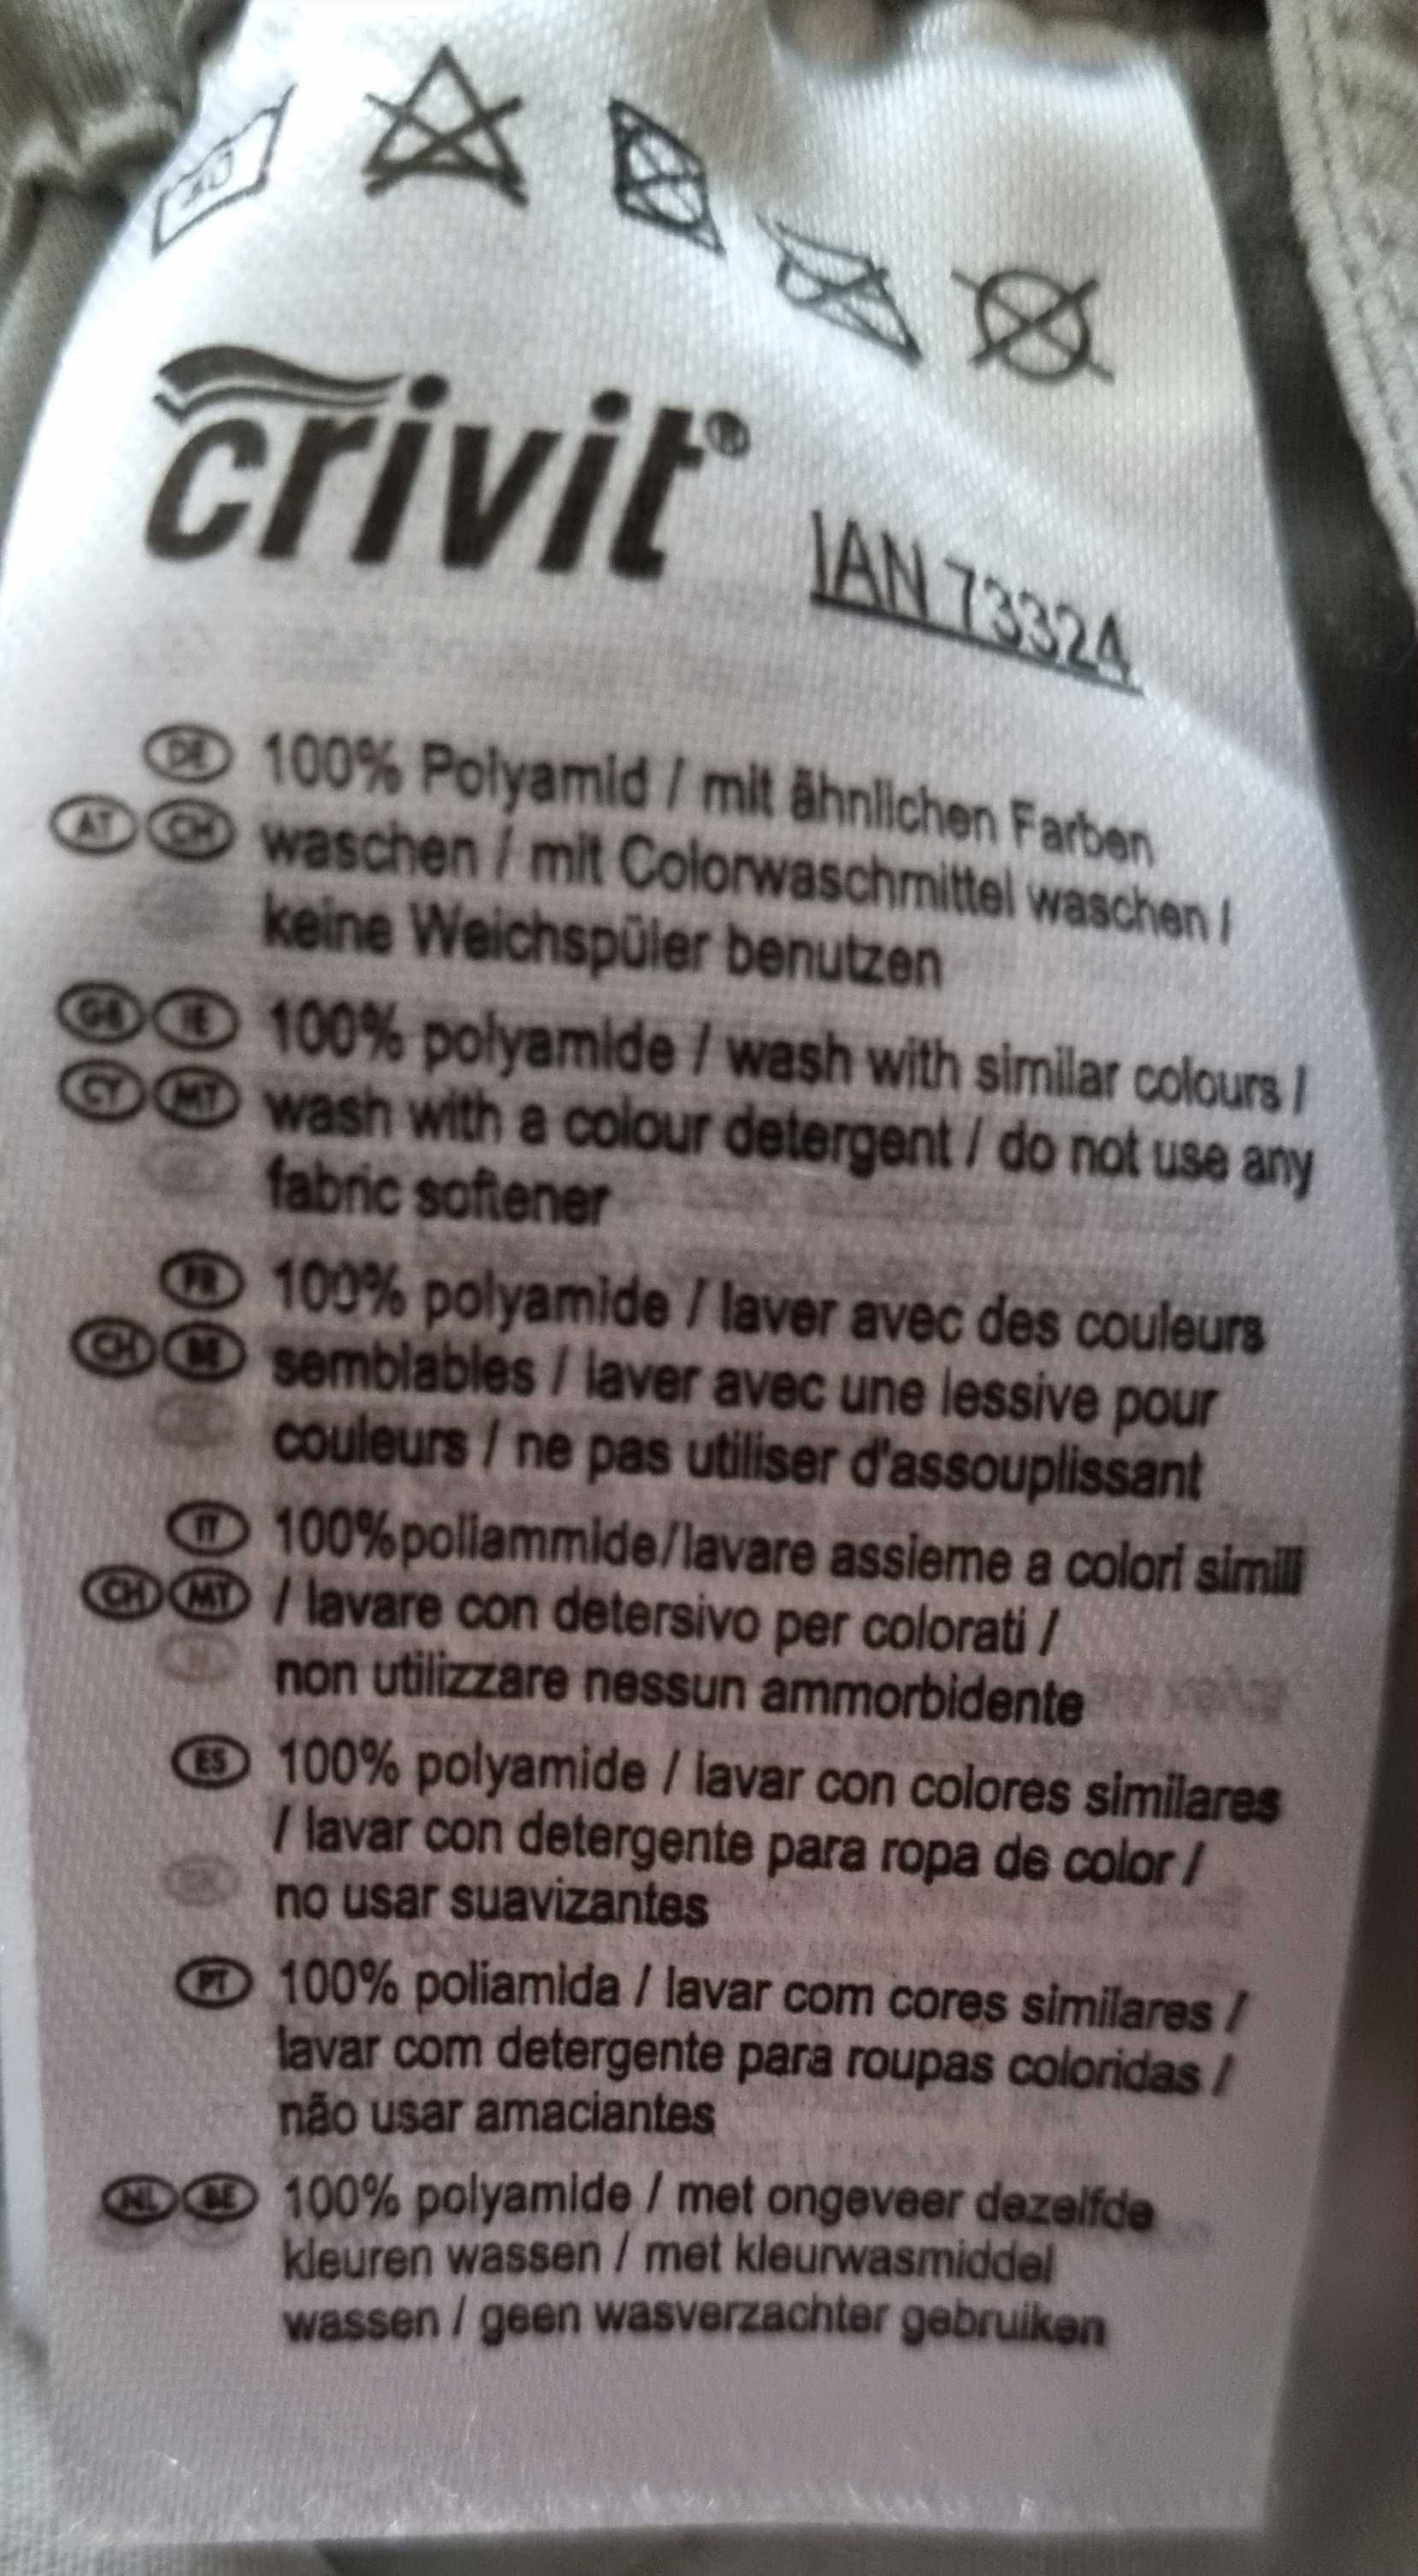 crivit®
IAN 73324
DE 100% Polyamid / mit ähnlichen Farben
AT CH waschen / mit Colorwaschmittel waschen /
keine Weichspüler benutzen
GB IE 100% polyamide / wash with similar colours /
CY MT wash with a colour detergent / do not use any
fabric softener
FR 100% polyamide / laver avec des couleurs
CH BE semblables / laver avec une lessive pour
couleurs / ne pas utiliser d'assouplissant
IT 100% poliammide/lavare assieme a colori simili
CH MT / lavare con detersivo per colorati /
non utilizzare nessun ammorbidente
ES 100% polyamide / lavar con colores similares
/ lavar con detergente para ropa de color /
no usar suavizantes
PT 100% poliamida / lavar com cores similares /
lavar com detergente para roupas coloridas /
não usar amaciantes
NL BE 100% polyamide / met ongeveer dezelfde
kleuren wassen / met kleurwasmiddel
wassen / geen wasverzachter gebruiken